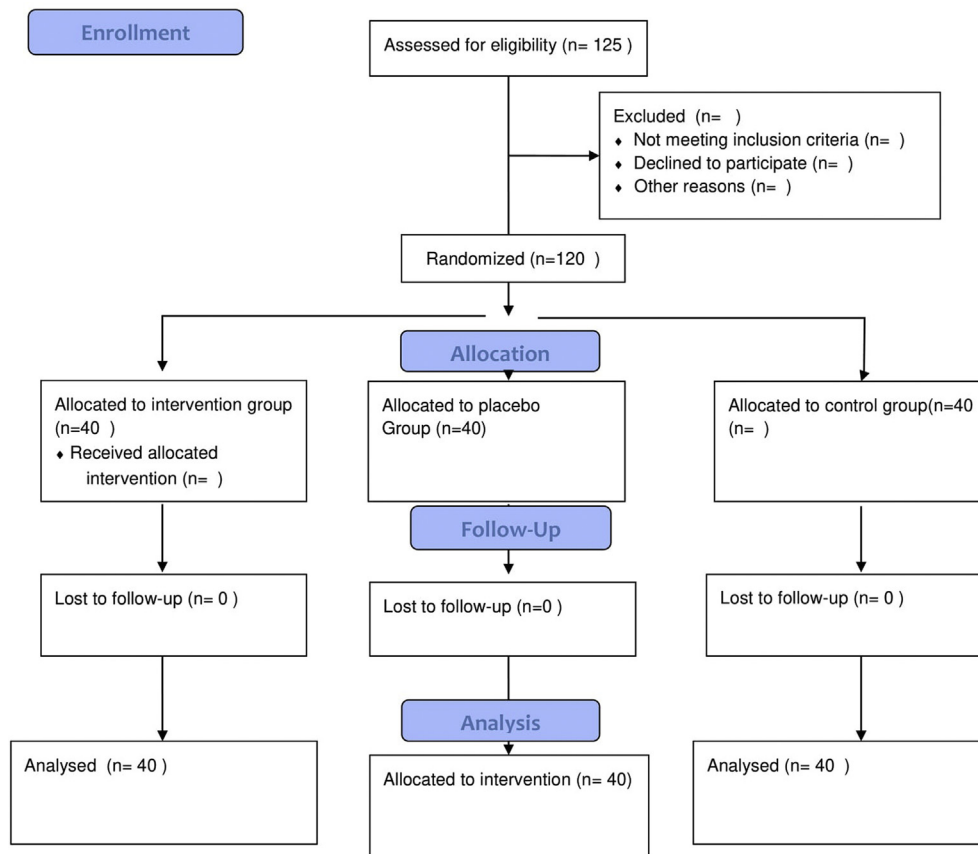 Enrollment
Assessed for eligibility (n= 125 )
Excluded (n= )
♦ Not meeting inclusion criteria (n= )
♦ Declined to participate (n= )
♦ Other reasons (n= )
Randomized (n=120 )
Allocation
Allocated to intervention group
(n=40 )
♦ Received allocated
intervention (n= )
Allocated to placebo
Group (n=40)
Allocated to control group(n=40
(n= )
Follow-Up
Lost to follow-up (n= 0 )
Lost to follow-up (n=0 )
Lost to follow-up (n= 0 )
Analysis
Analysed (n= 40 )
Allocated to intervention (n= 40)
Analysed (n= 40 )